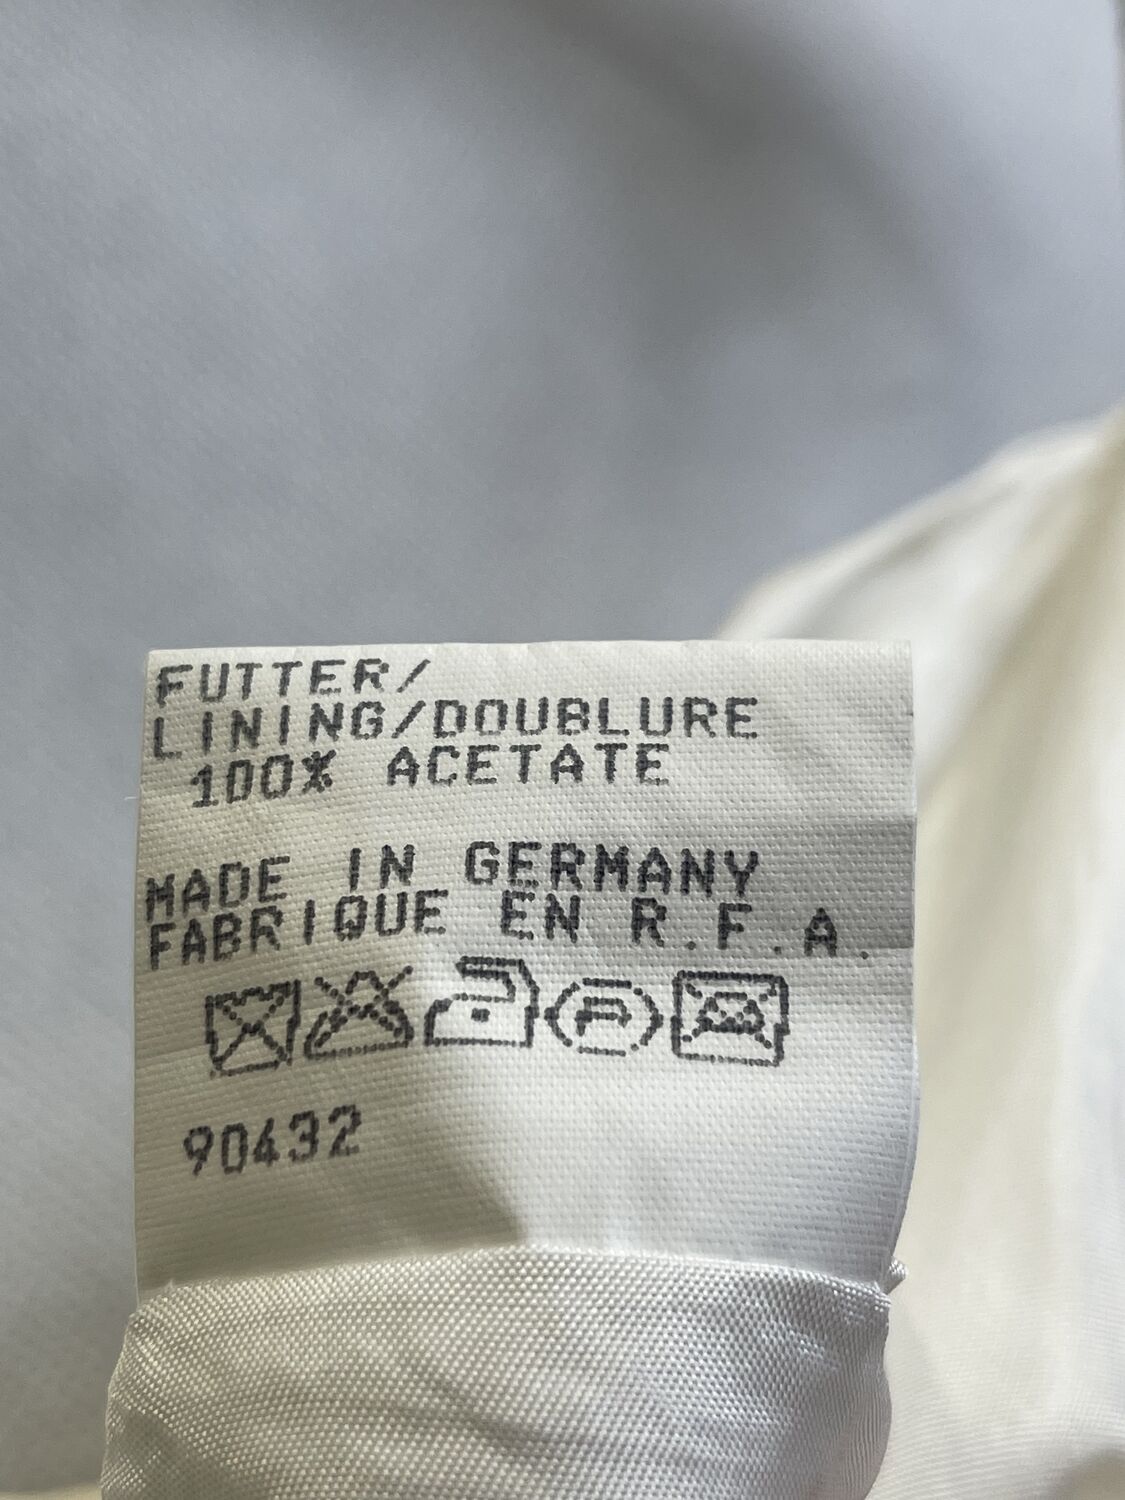 FUTTER/
LINING/DOUBLURE
100% ACETATE
MADE IN GERMANY
FABRIQUE EN R.F.A.
P
90432